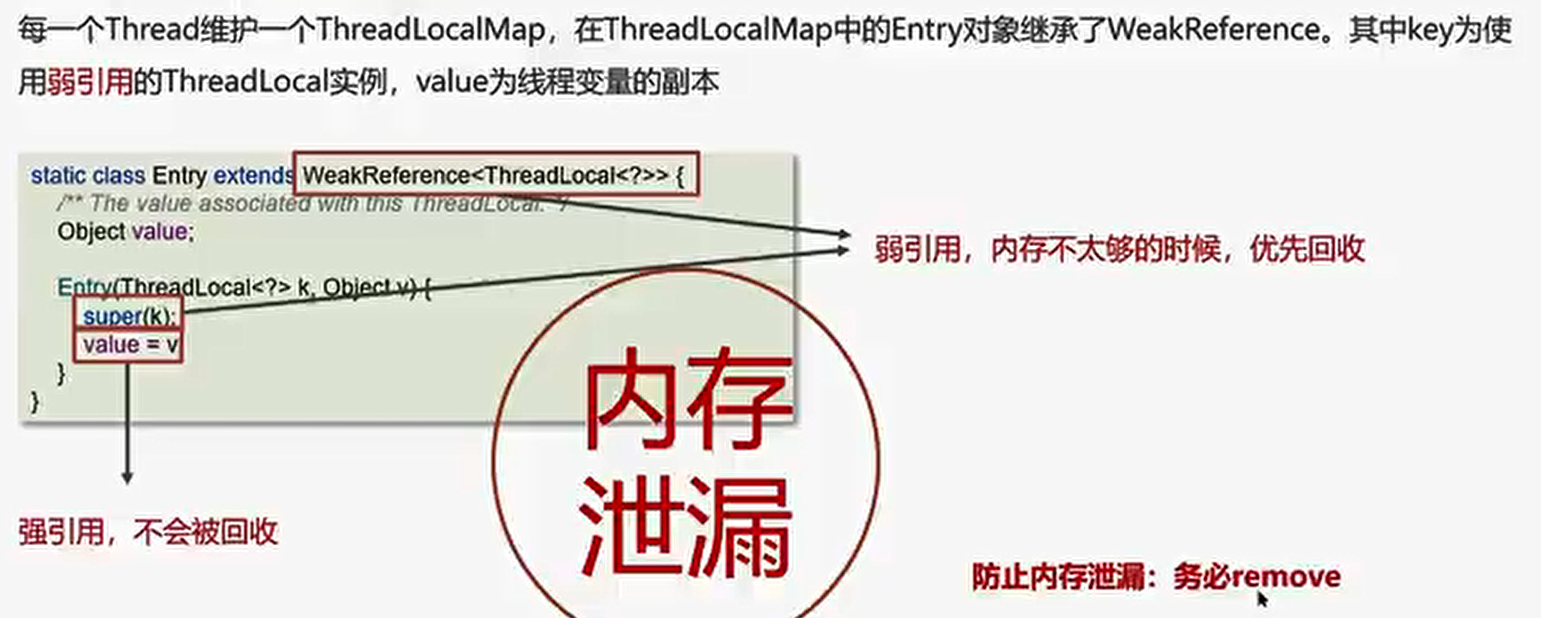 每一个Thread维护一个ThreadLocalMap，在ThreadLocalMap中的Entry对象继承了WeakReference。其中key为使
用弱引用的ThreadLocal实例，value为线程变量的副本
static class Entry extends WeakReference<ThreadLocal<?>> {
/** The value associated with this ThreadLocal. */
Object value;
Entry(ThreadLocal<?> k, Object v) {
super(k);
value = v
}
}
弱引用，内存不太够的时候，优先回收
内存
泄漏
强引用，不会被回收
防止内存泄漏：务必remove